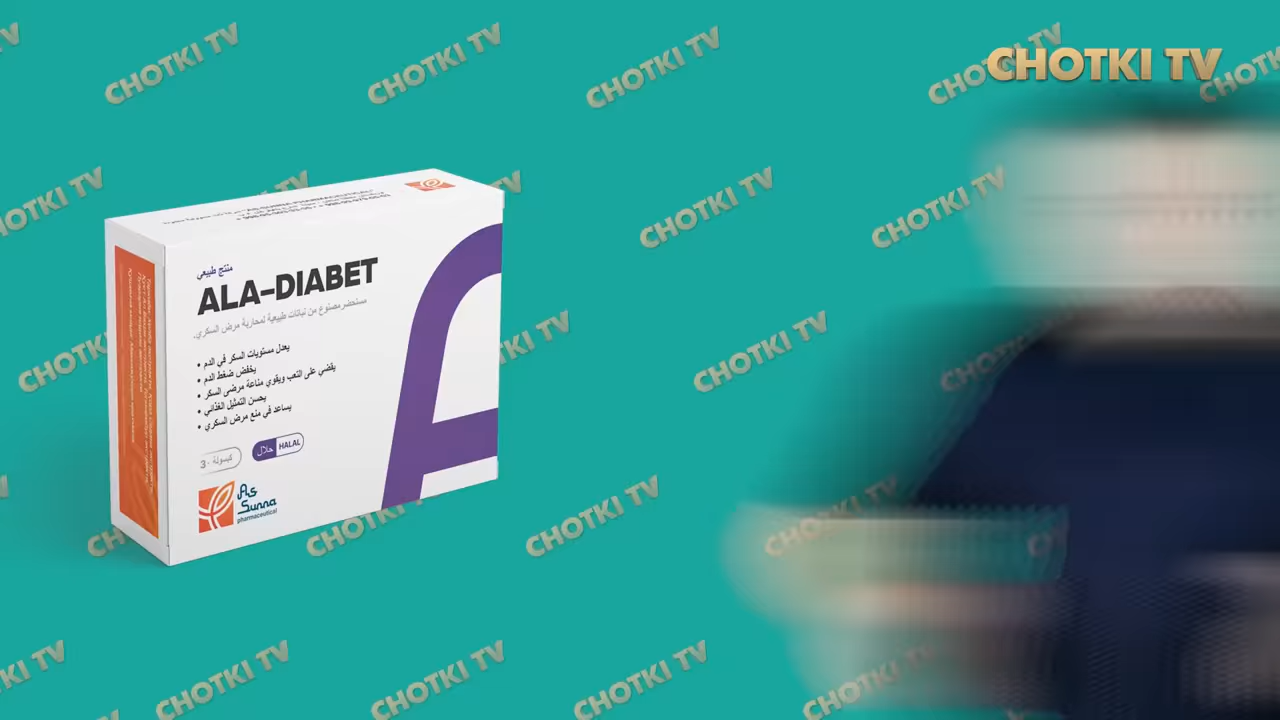 CHOTKI TV
منتج طبيعي
ALA-DIABET
مستحضر مصنوع من نباتات طبيعية لمحاربة مرض السكري.
• يعدل مستويات السكر في الدم
• يخفض ضغط الدم
• يقضي على التعب ويقوي مناعة مرضى السكر
• يحسن التمثيل الغذائي
• يساعد في منع مرض السكري
كبسولة ٣٠
حلال HALAL
As
Sunna
pharmaceutical